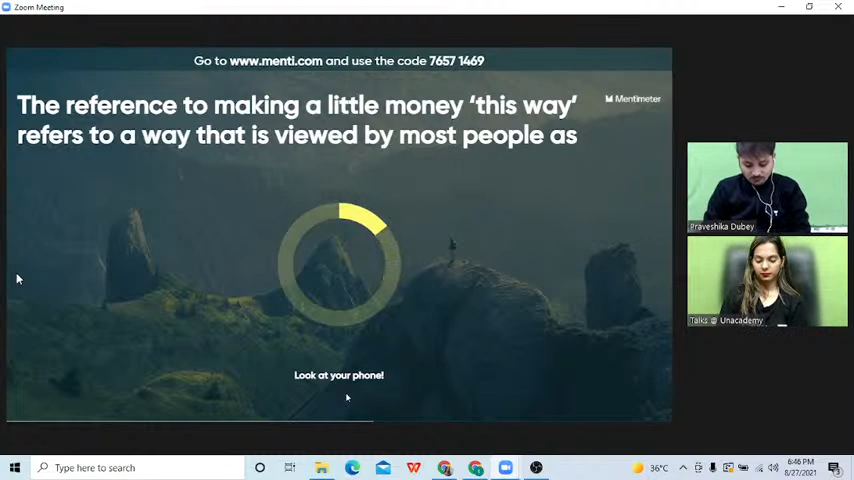 Zoom Meeting
Go to www.menti.com and use the code 7657 1469
The reference to making a little money ‘this way’
refers to a way that is viewed by most people as
Mentimeter
Look at your phone!
Praveshika Dubey
Talks @ Unacademy
Type here to search
36°C
6:46 PM
8/27/2021